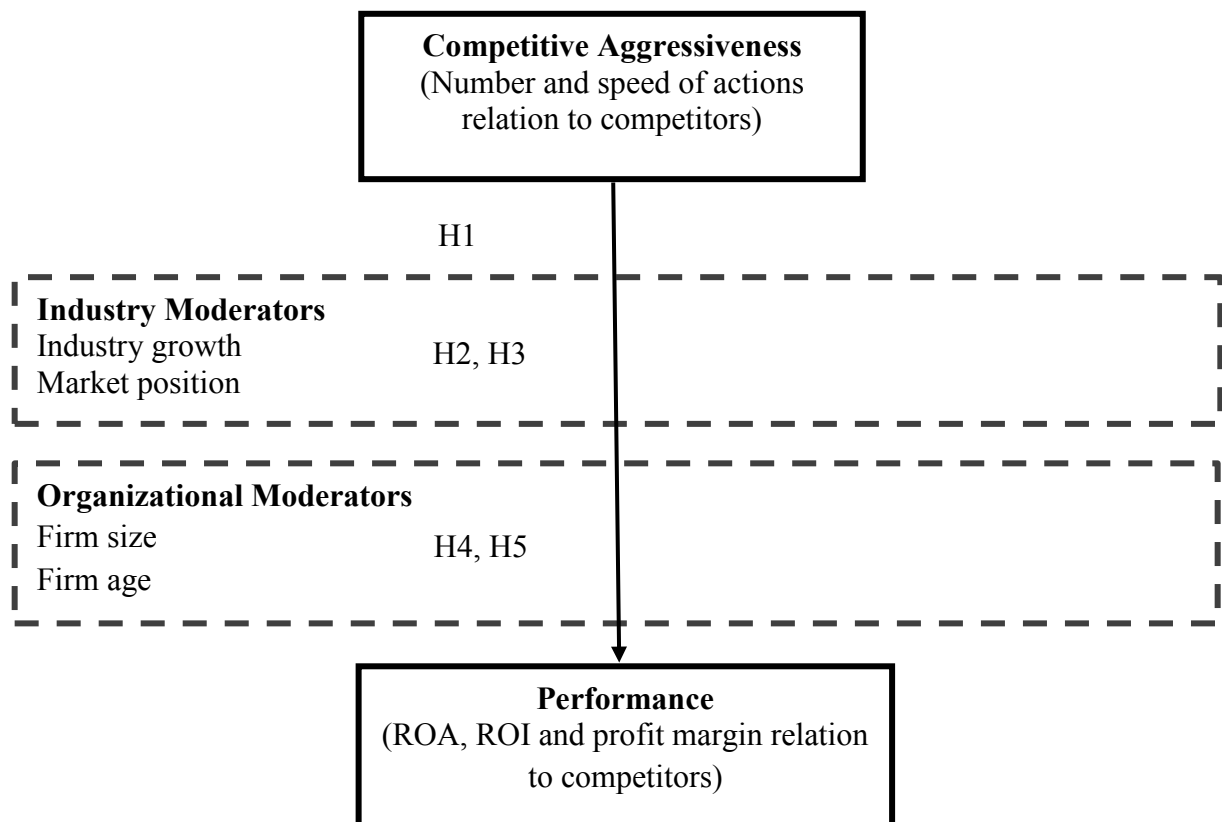 Competitive Aggressiveness
(Number and speed of actions
relation to competitors)
H1
Industry Moderators
Industry growth
H2, H3
Market position
Organizational Moderators
Firm size
H4, H5
Firm age
Performance
(ROA, ROI and profit margin relation
to competitors)